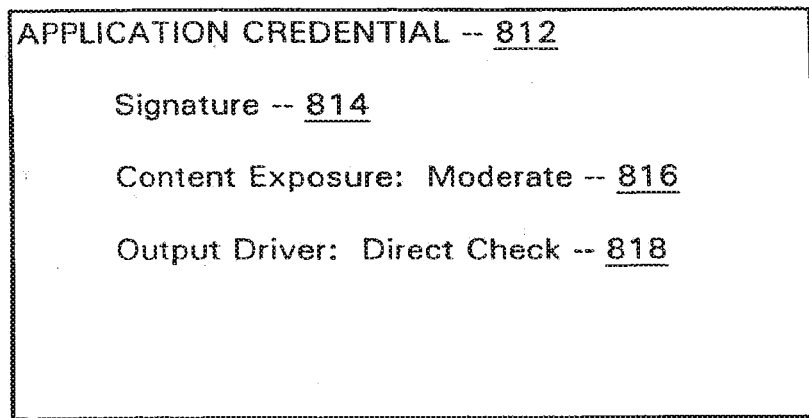 APPLICATION CREDENTIAL -- 812
Signature -- 814
Content Exposure: Moderate -- 816
Output Driver: Direct Check -- 818